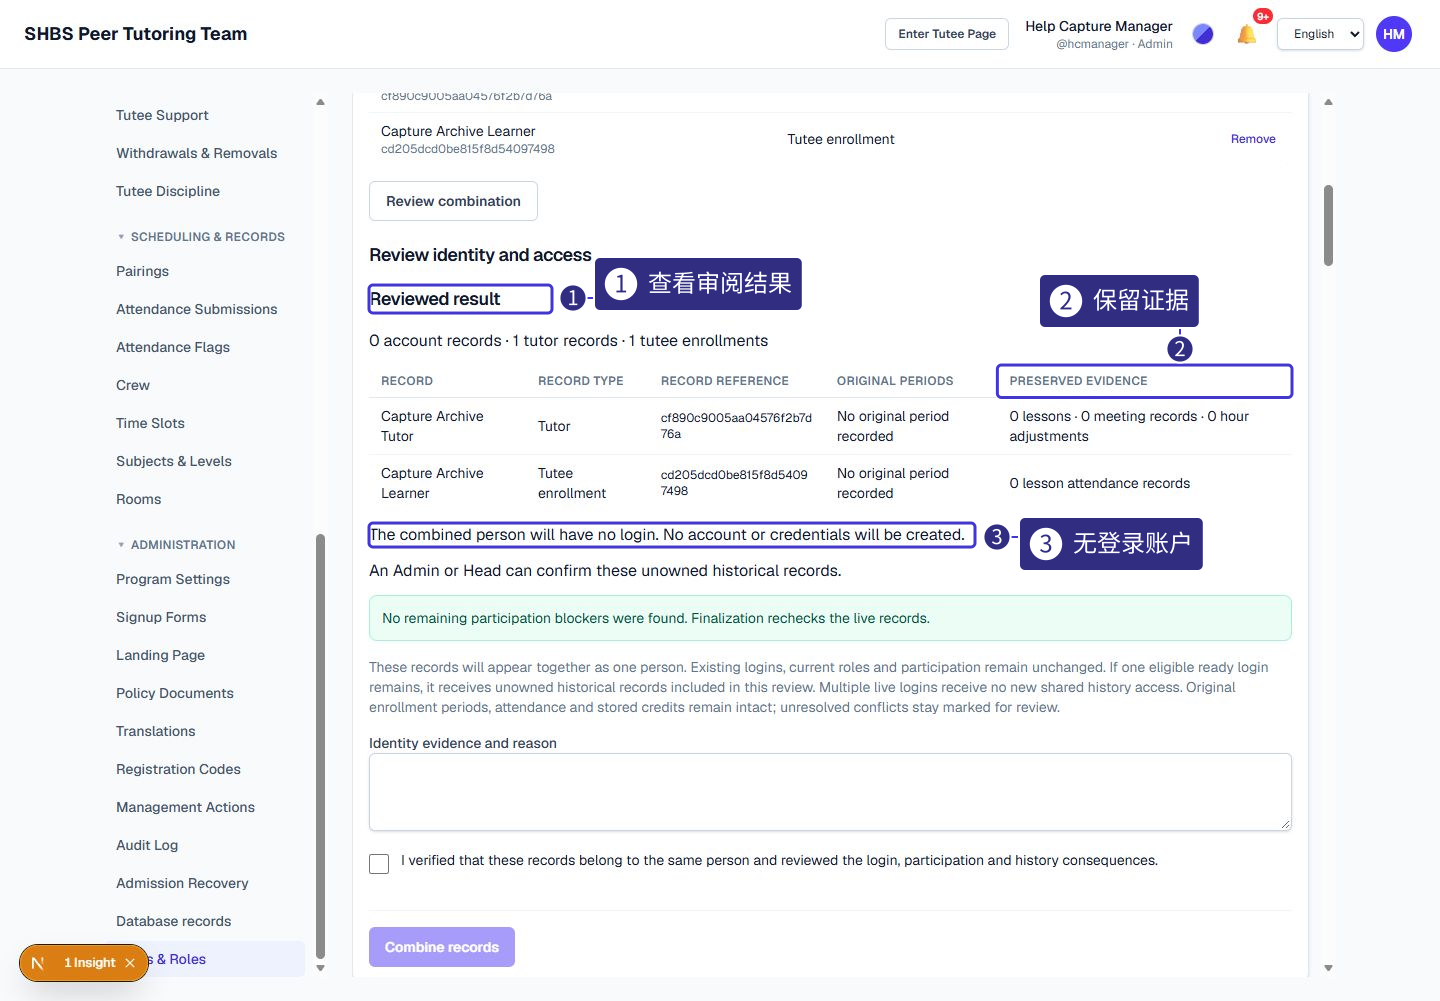 SHBS Peer Tutoring Team
Enter Tutee Page
Help Capture Manager
@hcmanager · Admin
9+
English
HM
Tutee Support
Withdrawals & Removals
Tutee Discipline
SCHEDULING & RECORDS
Pairings
Attendance Submissions
Attendance Flags
Crew
Time Slots
Subjects & Levels
Rooms
ADMINISTRATION
Program Settings
Signup Forms
Landing Page
Policy Documents
Translations
Registration Codes
Management Actions
Audit Log
Admission Recovery
Database records
s & Roles
N 1 Insight ×
cf890c9005aa04576f2b7d76a
Capture Archive Learner
cd205dcd0be815f8d54097498
Tutee enrollment
Remove
Review combination
Review identity and access
Reviewed result
1
1 查看审阅结果
2 保留证据
2
0 account records · 1 tutor records · 1 tutee enrollments
RECORD RECORD TYPE RECORD REFERENCE ORIGINAL PERIODS PRESERVED EVIDENCE
Capture Archive Tutor
Tutor
cf890c9005aa04576f2b7d
76a
No original period
recorded
0 lessons · 0 meeting records · 0 hour
adjustments
Capture Archive
Learner
Tutee
enrollment
cd205dcd0be815f8d5409
7498
No original period
recorded
0 lesson attendance records
The combined person will have no login. No account or credentials will be created.
3
3 无登录账户
An Admin or Head can confirm these unowned historical records.
No remaining participation blockers were found. Finalization rechecks the live records.
These records will appear together as one person. Existing logins, current roles and participation remain unchanged. If one eligible ready login
remains, it receives unowned historical records included in this review. Multiple live logins receive no new shared history access. Original
enrollment periods, attendance and stored credits remain intact; unresolved conflicts stay marked for review.
Identity evidence and reason
I verified that these records belong to the same person and reviewed the login, participation and history consequences.
Combine records